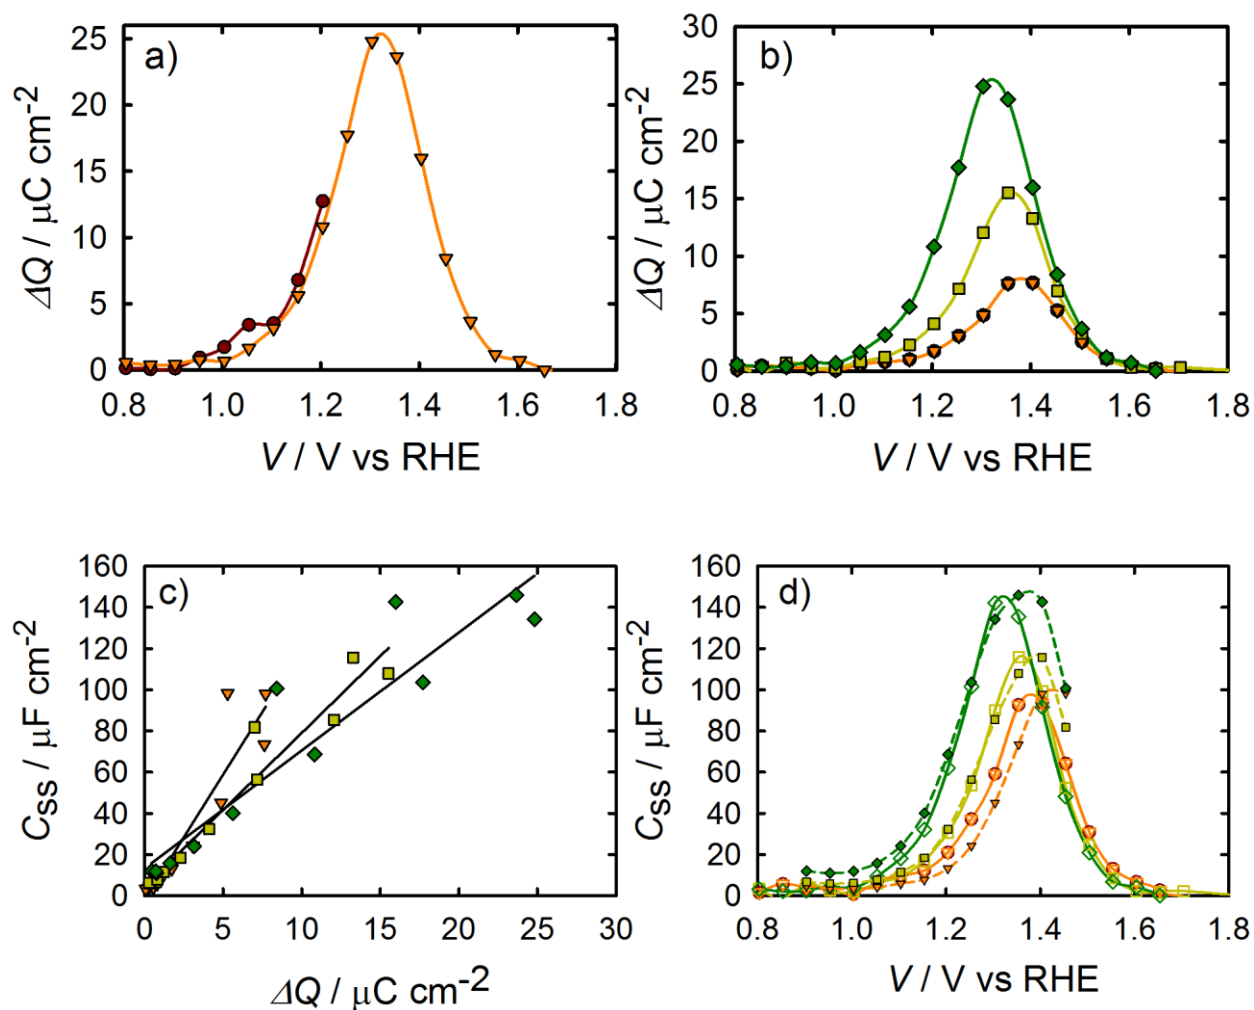 a)
ΔQ / μC cm-2
25
20
15
10
5
0
0.8 1.0 1.2 1.4 1.6 1.8
V / V vs RHE
b)
ΔQ / μC cm-2
30
25
20
15
10
5
0
0.8 1.0 1.2 1.4 1.6 1.8
V / V vs RHE
c)
Css / μF cm-2
160
140
120
100
80
60
40
20
0
0 5 10 15 20 25 30
ΔQ / μC cm-2
d)
Css / μF cm-2
160
140
120
100
80
60
40
20
0
0.8 1.0 1.2 1.4 1.6 1.8
V / V vs RHE